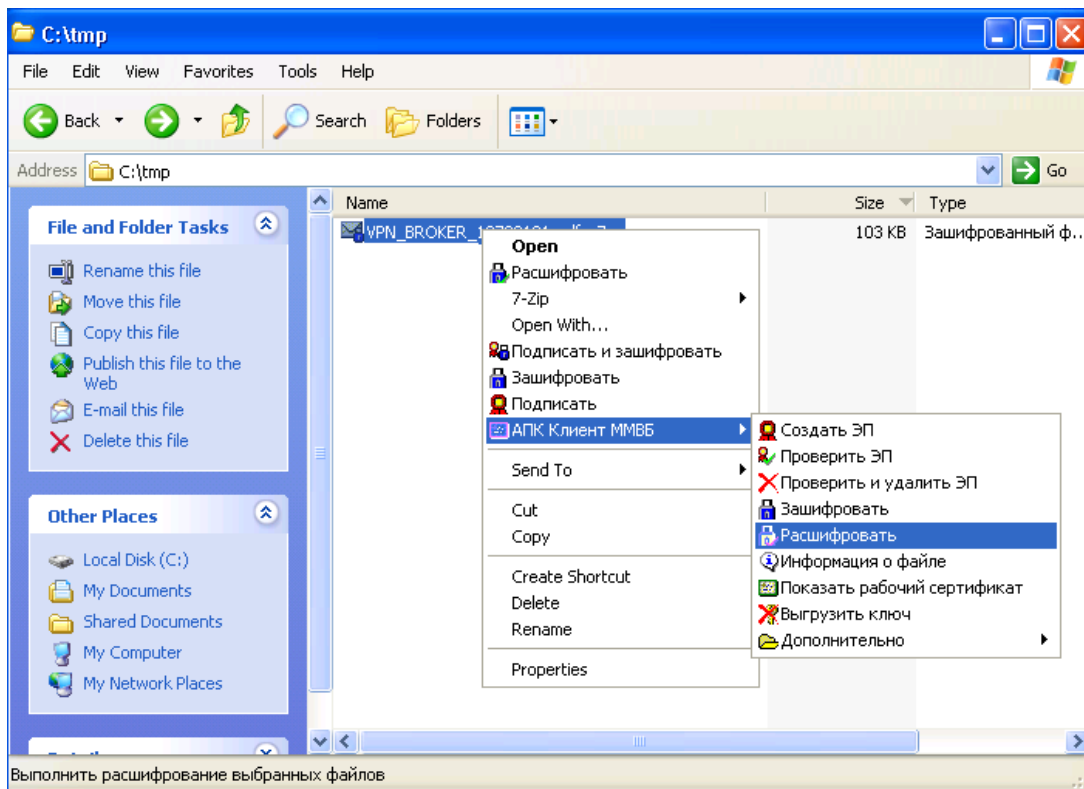 C:\tmp
File Edit View Favorites Tools Help
Back Search Folders
Address C:\tmp Go
File and Folder Tasks
Rename this file
Move this file
Copy this file
Publish this file to the
Web
E-mail this file
Delete this file
Other Places
Local Disk (C:)
My Documents
Shared Documents
My Computer
My Network Places
Name Size Type
VPN_BROKER_ 103 KB Зашифрованный ф...
Open
Расшифровать
7-Zip
Open With...
Подписать и зашифровать
Зашифровать
Подписать
АПК Клиент ММВБ
Send To
Cut
Copy
Create Shortcut
Delete
Rename
Properties
Создать ЭП
Проверить ЭП
Проверить и удалить ЭП
Зашифровать
Расшифровать
Информация о файле
Показать рабочий сертификат
Выгрузить ключ
Дополнительно
Выполнить расшифрование выбранных файлов